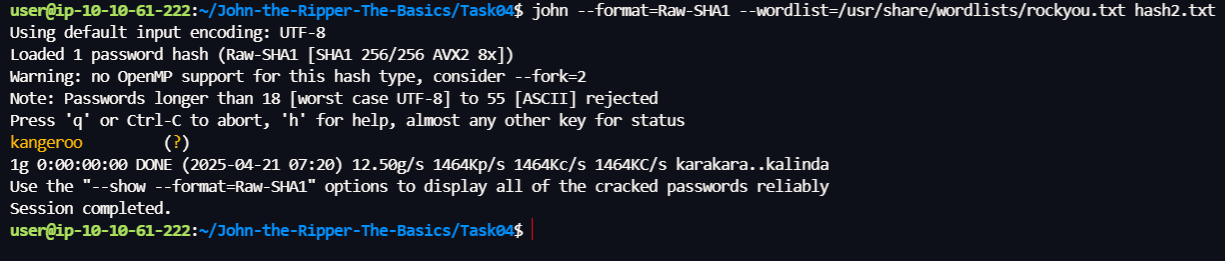 user@ip-10-10-61-222:~/John-the-Ripper-The-Basics/Task04$ john --format=Raw-SHA1 --wordlist=/usr/share/wordlists/rockyou.txt hash2.txt
Using default input encoding: UTF-8
Loaded 1 password hash (Raw-SHA1 [SHA1 256/256 AVX2 8x])
Warning: no OpenMP support for this hash type, consider --fork=2
Note: Passwords longer than 18 [worst case UTF-8] to 55 [ASCII] rejected
Press 'q' or Ctrl-C to abort, 'h' for help, almost any other key for status
kangeroo         (?)
1g 0:00:00:00 DONE (2025-04-21 07:20) 12.50g/s 1464Kp/s 1464Kc/s 1464KC/s karakara..kalinda
Use the "--show --format=Raw-SHA1" options to display all of the cracked passwords reliably
Session completed.
user@ip-10-10-61-222:~/John-the-Ripper-The-Basics/Task04$